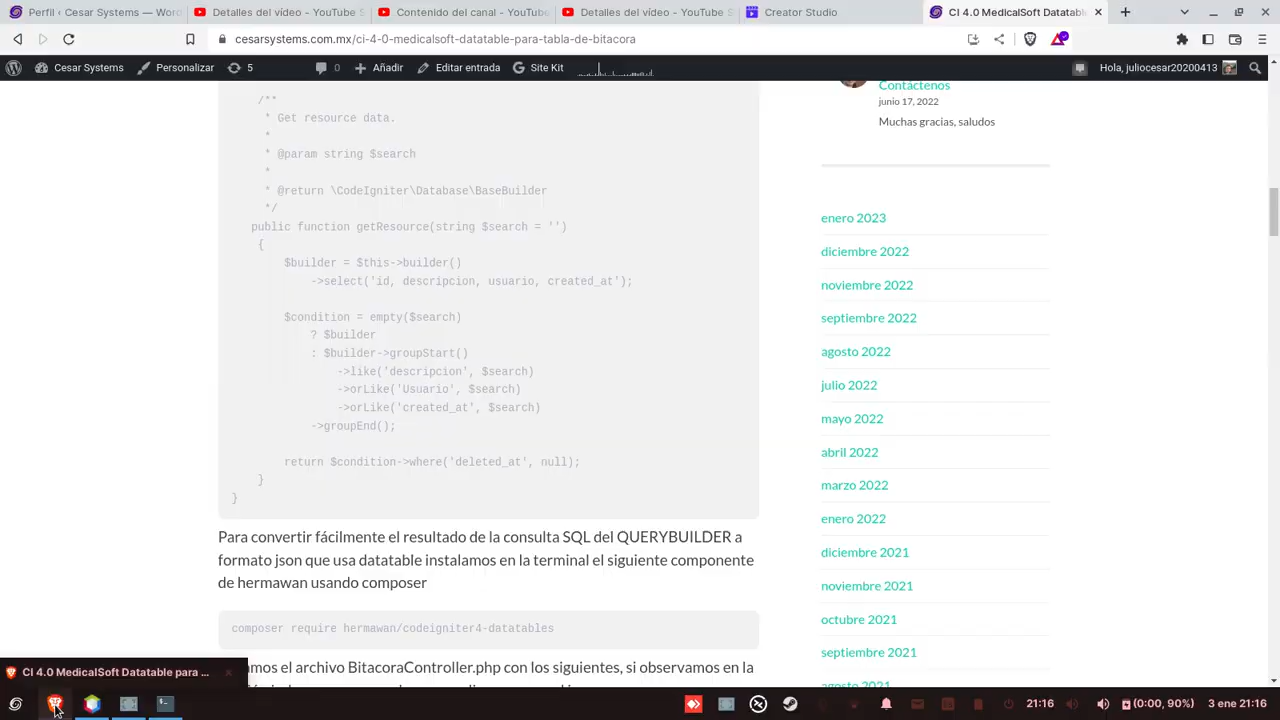 Perfil ‹ Cesar Systems — Word
Detalles del vídeo - YouTube S
Contenido del canal - YouTube
Detalles del vídeo - YouTube S
Creator Studio
CI 4.0 MedicalSoft Datatable
cesarsystems.com.mx/ci-4-0-medicalsoft-datatable-para-tabla-de-bitacora
Cesar Systems
Personalizar
5
0
Añadir
Editar entrada
Site Kit
Hola, juliocesar20200413
/**
* Get resource data.
*
* @param string $search
*
* @return \CodeIgniter\Database\BaseBuilder
*/
public function getResource(string $search = '')
{
$builder = $this->builder()
->select('id, descripcion, usuario, created_at');
$condition = empty($search)
? $builder
: $builder->groupStart()
->like('descripcion', $search)
->orLike('Usuario', $search)
->orLike('created_at', $search)
->groupEnd();
return $condition->where('deleted_at', null);
}
}
Para convertir fácilmente el resultado de la consulta SQL del QUERYBUILDER a
formato json que usa datatable instalamos en la terminal el siguiente componente
de hermawan usando composer
composer require hermawan/codeigniter4-datatables
amos el archivo BitacoraController.php con los siguientes, si observamos en la
Contáctenos
junio 17, 2022
Muchas gracias, saludos
enero 2023
diciembre 2022
noviembre 2022
septiembre 2022
agosto 2022
julio 2022
mayo 2022
abril 2022
marzo 2022
enero 2022
diciembre 2021
noviembre 2021
octubre 2021
septiembre 2021
agosto 2021
CI 4.0 MedicalSoft Datatable para ...
21:16
(0:00, 90%)
3 ene 21:16